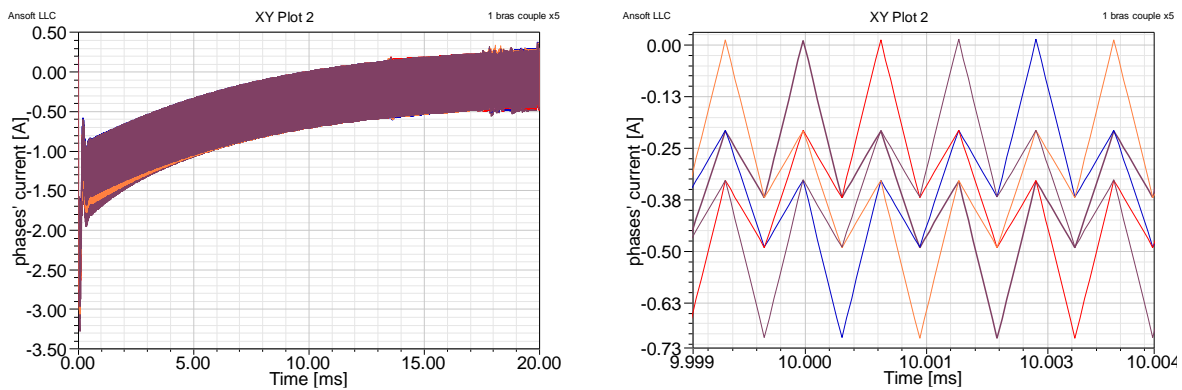 Ansoft LLC
XY Plot 2
1 bras couple x5
0.50
0.00
-0.50
-1.00
-1.50
-2.00
-2.50
-3.00
-3.50
phases' current [A]
0.00
5.00
10.00
15.00
20.00
Time [ms]
Ansoft LLC
XY Plot 2
1 bras couple x5
0.00
-0.13
-0.25
-0.38
-0.50
-0.63
-0.73
phases' current [A]
9.999
10.000
10.001
10.003
10.004
Time [ms]